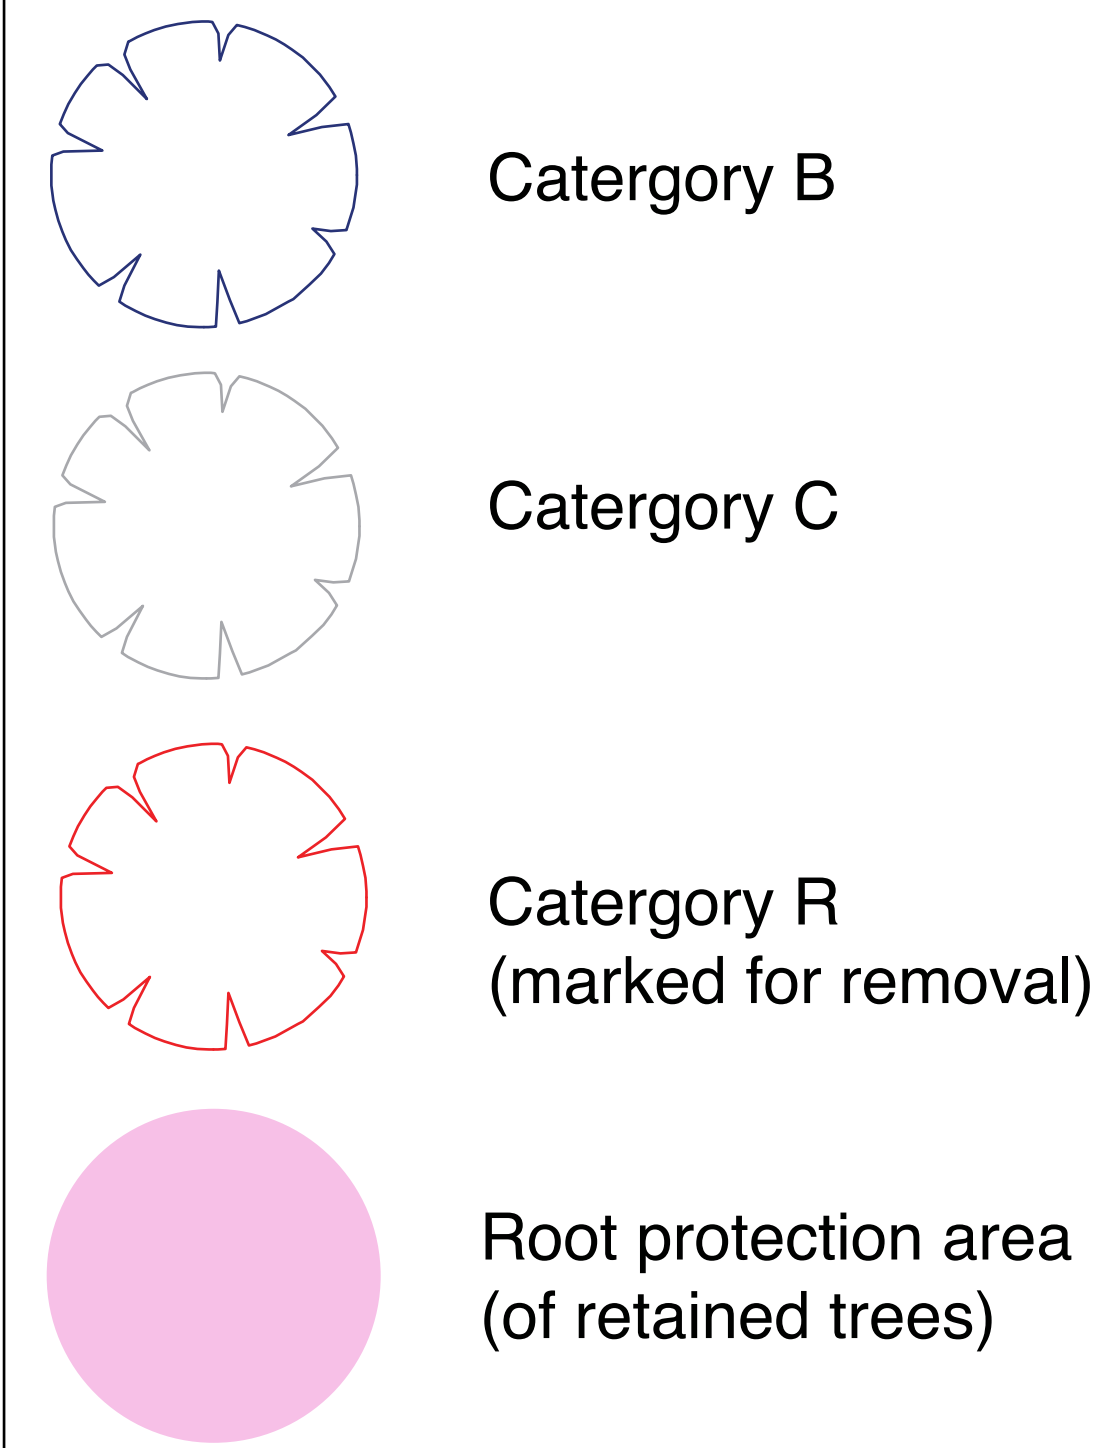 Catergory B
Catergory C
Catergory R
(marked for removal)
Root protection area
(of retained trees)